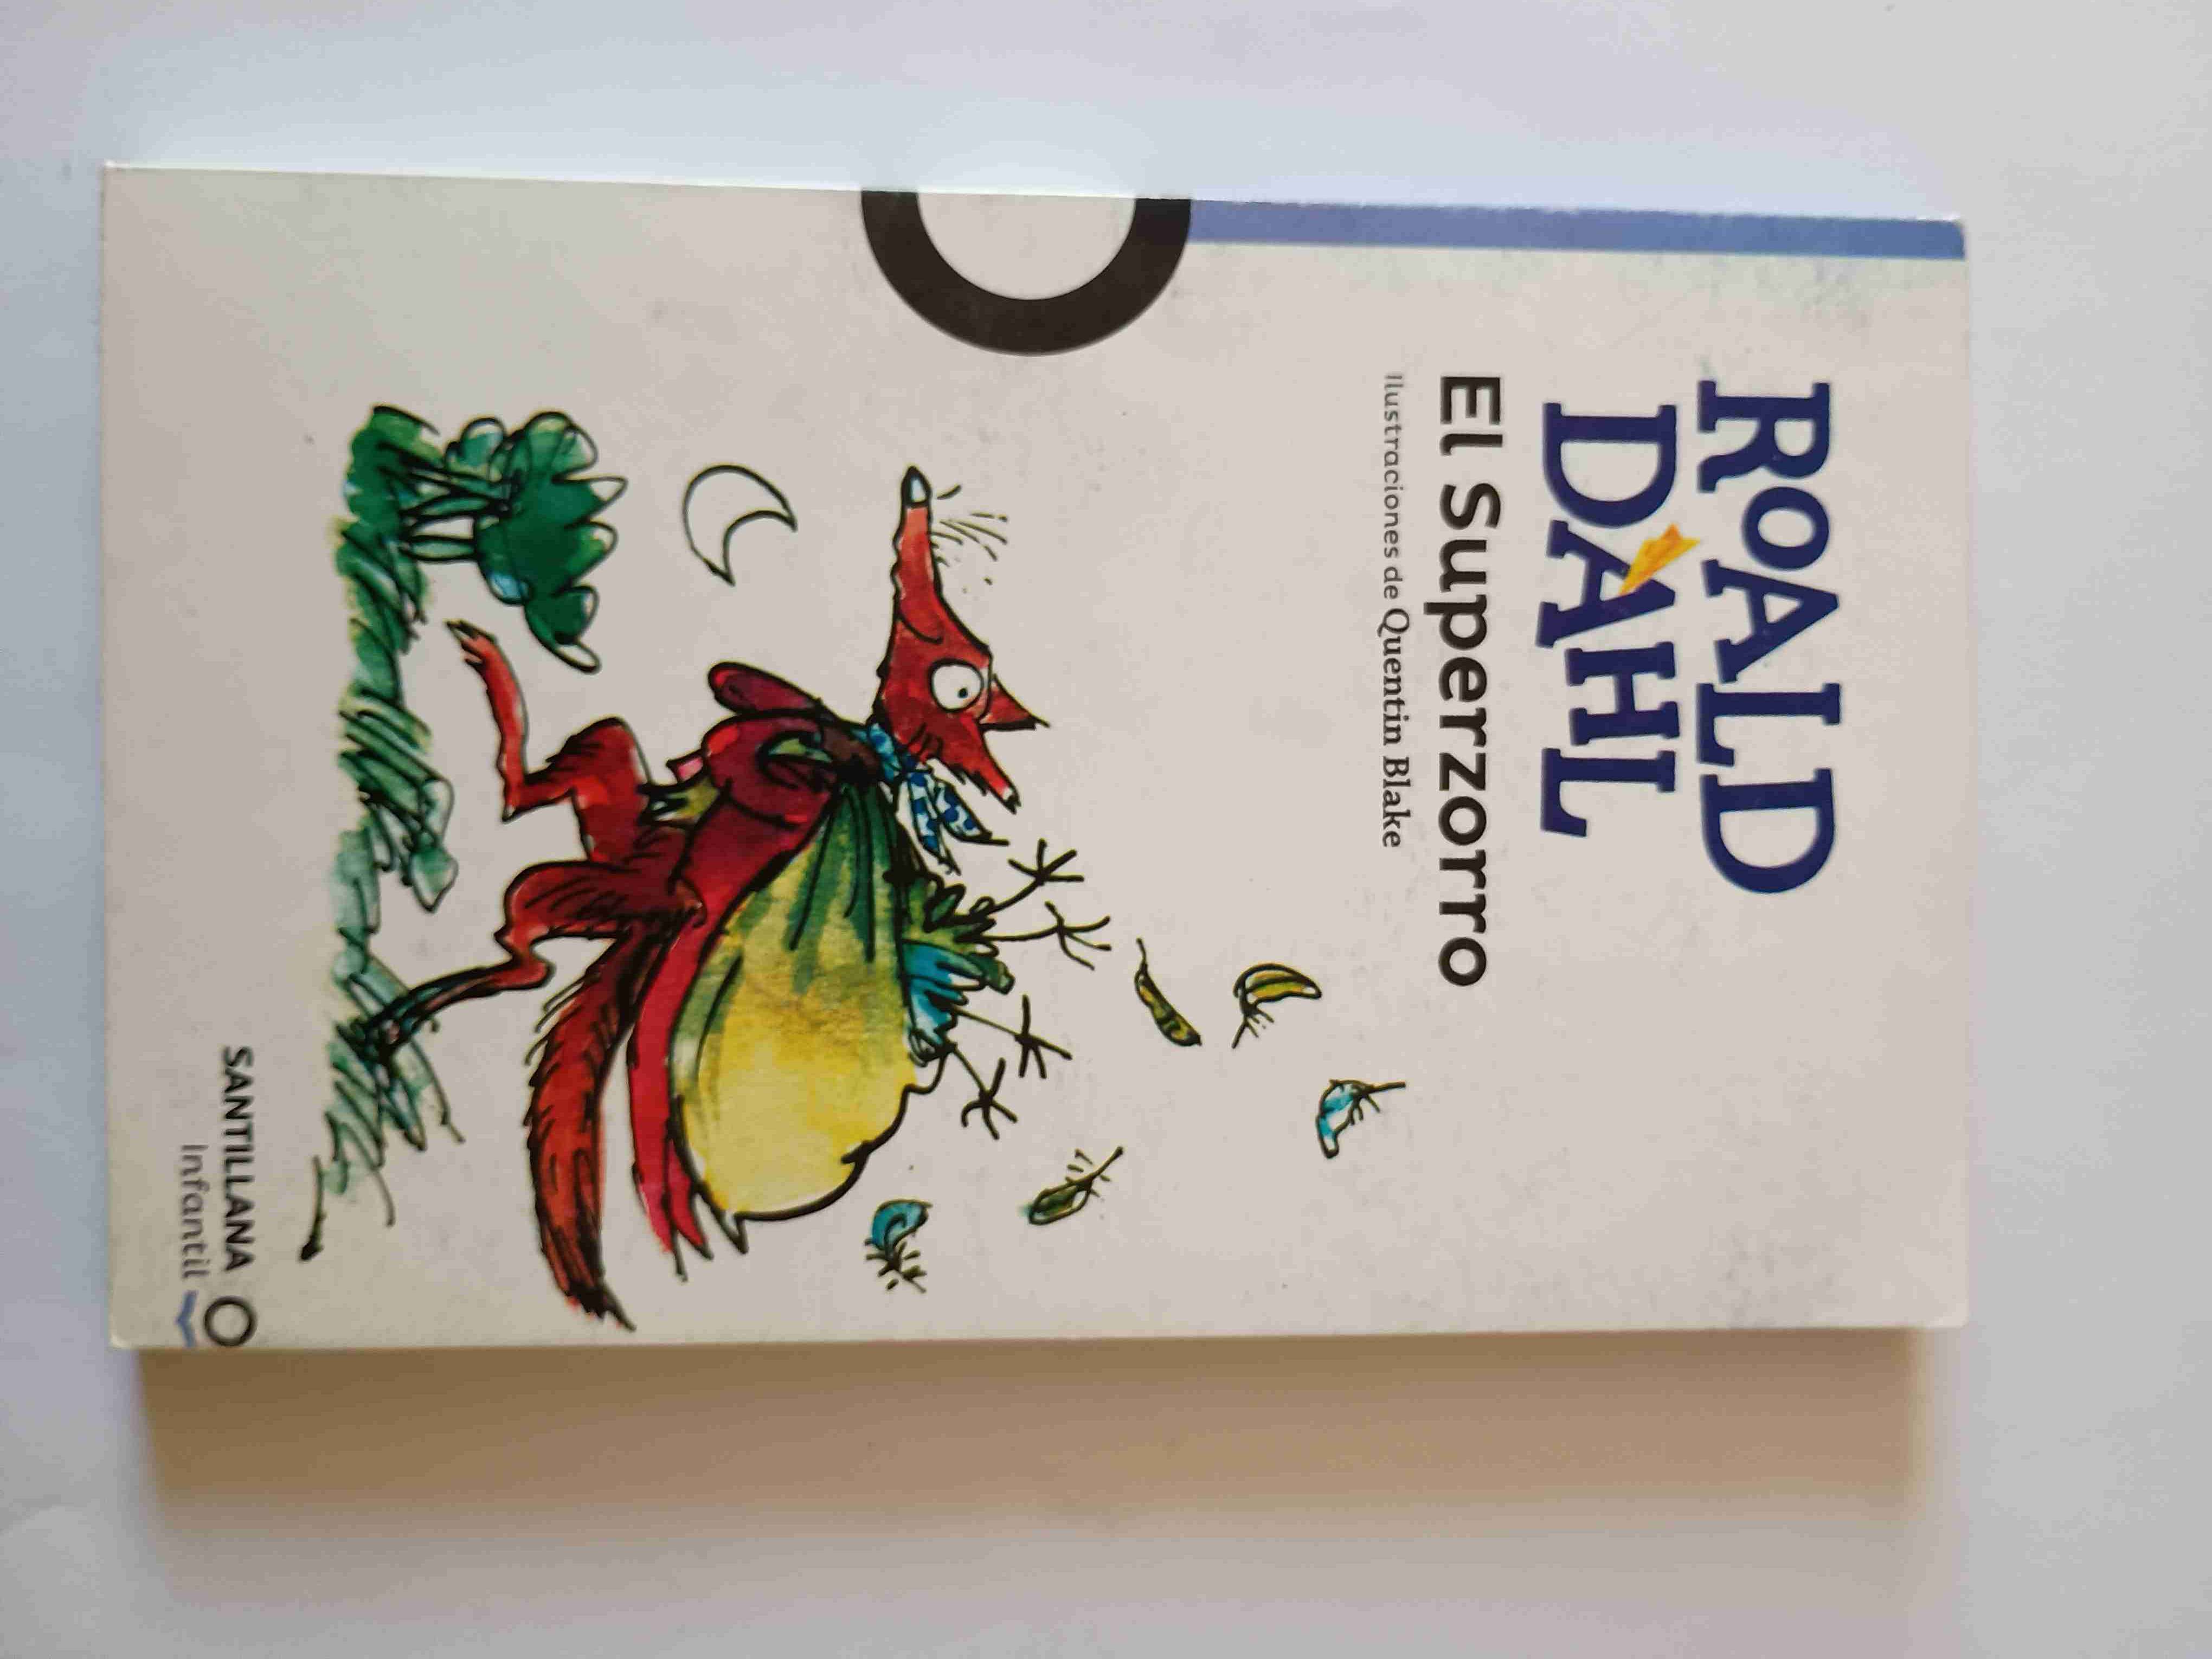 ROALD
DAHL
El Superzorro
Ilustraciones de Quentin Blake
SANTILLANA
infantil